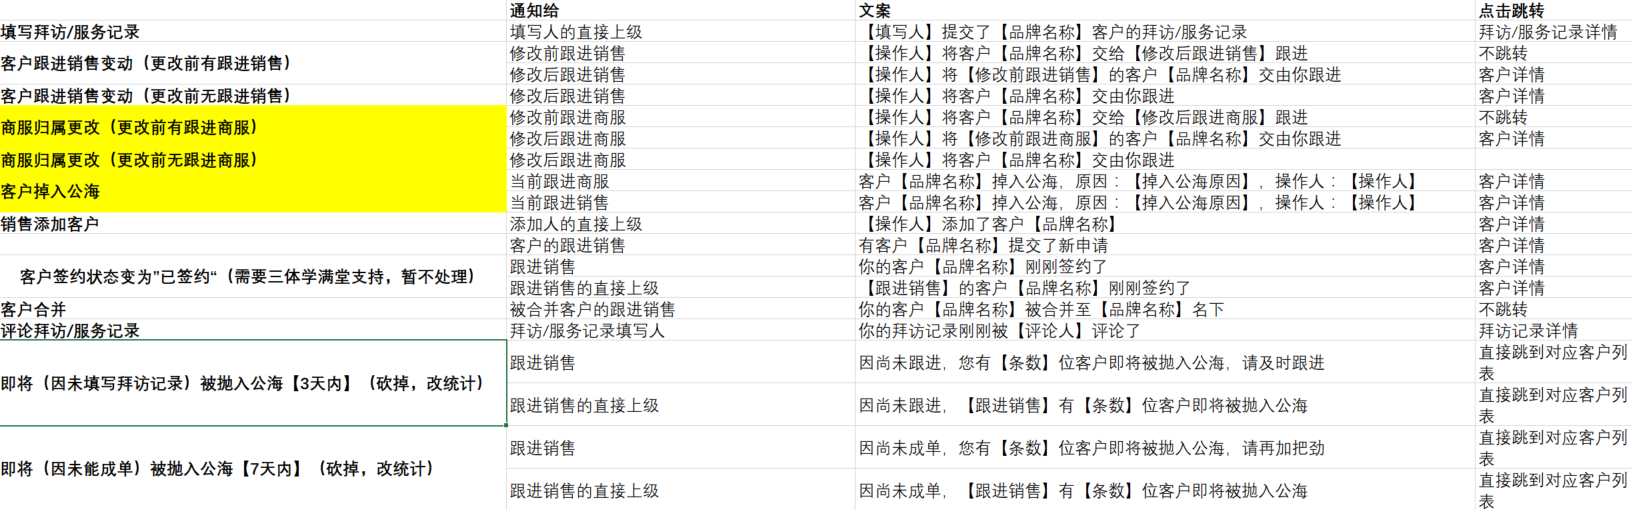 通知给 文案 点击跳转
填写拜访/服务记录 填写人的直接上级 【填写人】提交了【品牌名称】客户的拜访/服务记录 拜访/服务记录详情
客户跟进销售变动（更改前有跟进销售） 修改前跟进销售 【操作人】将客户【品牌名称】交给【修改后跟进销售】跟进 不跳转
修改后跟进销售 【操作人】将【修改前跟进销售】的客户【品牌名称】交由你跟进 客户详情
客户跟进销售变动（更改前无跟进销售） 修改后跟进销售 【操作人】将客户【品牌名称】交由你跟进 客户详情
商服归属更改（更改前有跟进商服） 修改前跟进商服 【操作人】将客户【品牌名称】交给【修改后跟进商服】跟进 不跳转
修改后跟进商服 【操作人】将【修改前跟进商服】的客户【品牌名称】交由你跟进 客户详情
商服归属更改（更改前无跟进商服） 修改后跟进商服 【操作人】将客户【品牌名称】交由你跟进
客户掉入公海 当前跟进商服 客户【品牌名称】掉入公海，原因：【掉入公海原因】，操作人：【操作人】 客户详情
当前跟进销售 客户【品牌名称】掉入公海，原因：【掉入公海原因】，操作人：【操作人】 客户详情
销售添加客户 添加人的直接上级 【操作人】添加了客户【品牌名称】 客户详情
客户的跟进销售 有客户【品牌名称】提交了新申请 客户详情
客户签约状态变为”已签约“（需要三体学满堂支持，暂不处理） 跟进销售 你的客户【品牌名称】刚刚签约了 客户详情
跟进销售的直接上级 【跟进销售】的客户【品牌名称】刚刚签约了 客户详情
客户合并 被合并客户的跟进销售 你的客户【品牌名称】被合并至【品牌名称】名下 不跳转
评论拜访/服务记录 拜访/服务记录填写人 你的拜访记录刚刚被【评论人】评论了 拜访记录详情
即将（因未填写拜访记录）被抛入公海【3天内】（砍掉，改统计） 跟进销售 因尚未跟进，您有【条数】位客户即将被抛入公海，请及时跟进 直接跳到对应客户列
表
跟进销售的直接上级 因尚未跟进，【跟进销售】有【条数】位客户即将被抛入公海 直接跳到对应客户列
表
即将（因未能成单）被抛入公海【7天内】（砍掉，改统计） 跟进销售 因尚未成单，您有【条数】位客户即将被抛入公海，请再加把劲 直接跳到对应客户列
表
跟进销售的直接上级 因尚未成单，【跟进销售】有【条数】位客户即将被抛入公海 直接跳到对应客户列
表